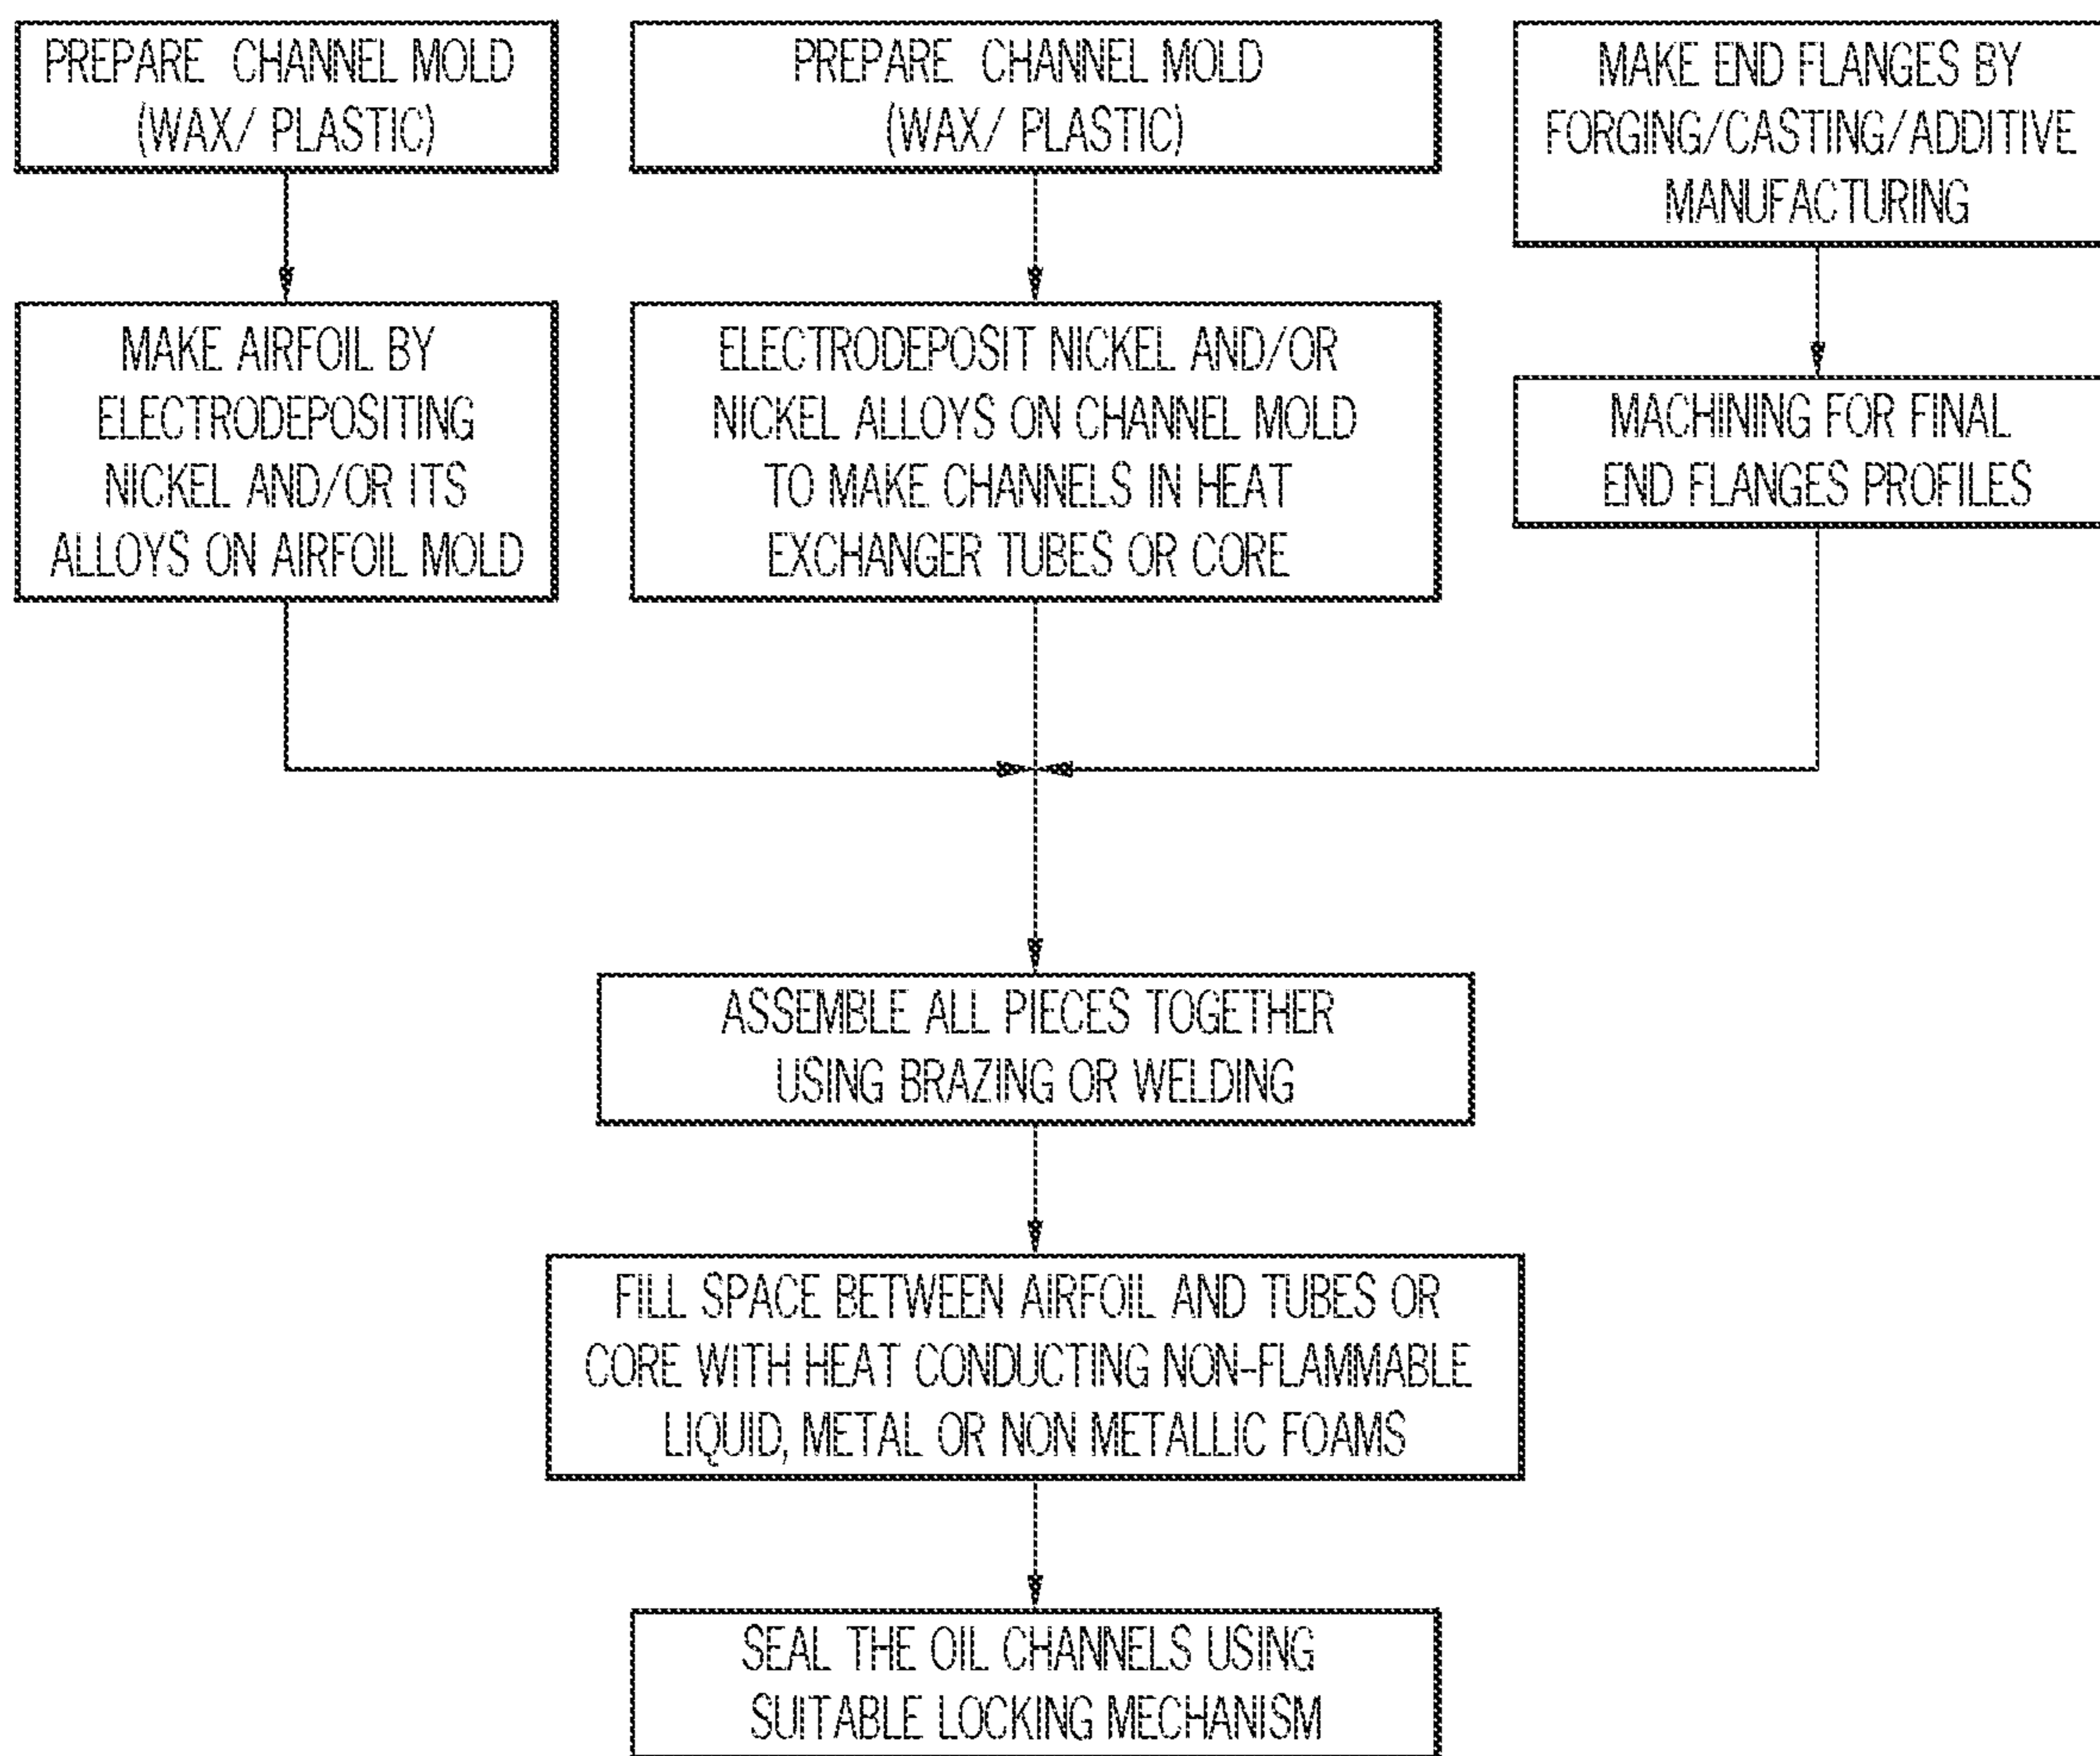 PREPARE CHANNEL MOLD
(WAX/ PLASTIC)
PREPARE CHANNEL MOLD
(WAX/ PLASTIC)
MAKE END FLANGES BY
FORGING/CASTING/ADDITIVE
MANUFACTURING
MAKE AIRFOIL BY
ELECTRODEPOSITING
NICKEL AND/OR ITS
ALLOYS ON AIRFOIL MOLD
ELECTRODEPOSIT NICKEL AND/OR
NICKEL ALLOYS ON CHANNEL MOLD
TO MAKE CHANNELS IN HEAT
EXCHANGER TUBES OR CORE
MACHINING FOR FINAL
END FLANGES PROFILES
ASSEMBLE ALL PIECES TOGETHER
USING BRAZING OR WELDING
FILL SPACE BETWEEN AIRFOIL AND TUBES OR
CORE WITH HEAT CONDUCTING NON-FLAMMABLE
LIQUID, METAL OR NON METALLIC FOAMS
SEAL THE OIL CHANNELS USING
SUITABLE LOCKING MECHANISM